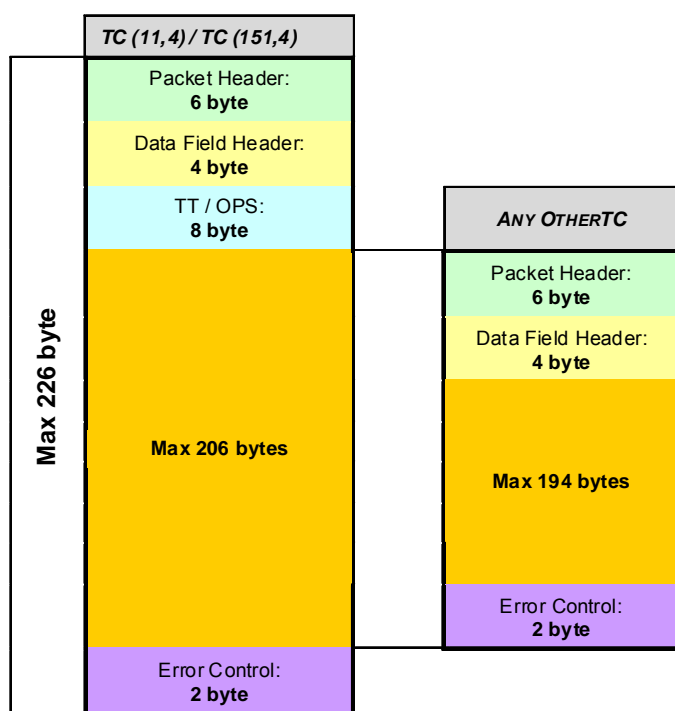 TC (11,4) / TC (151,4)
Packet Header:
6 byte
Data Field Header:
4 byte
TT / OPS:
8 byte
Max 206 bytes
Error Control:
2 byte
Max 226 byte
ANY OTHERTC
Packet Header:
6 byte
Data Field Header:
4 byte
Max 194 bytes
Error Control:
2 byte